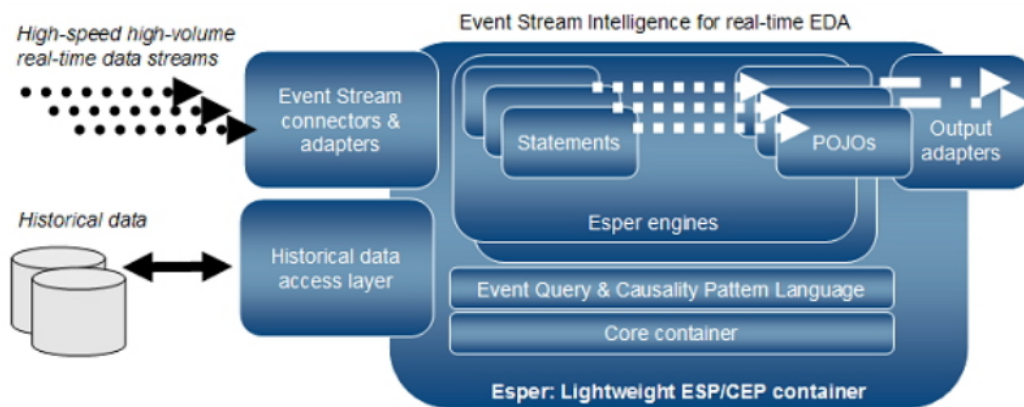 Event Stream Intelligence for real-time EDA
High-speed high-volume
real-time data streams
Event Stream
connectors &
adapters
Statements
POJOs
Output
adapters
Esper engines
Historical data
Historical data
access layer
Event Query & Causality Pattern Language
Core container
Esper: Lightweight ESP/CEP container